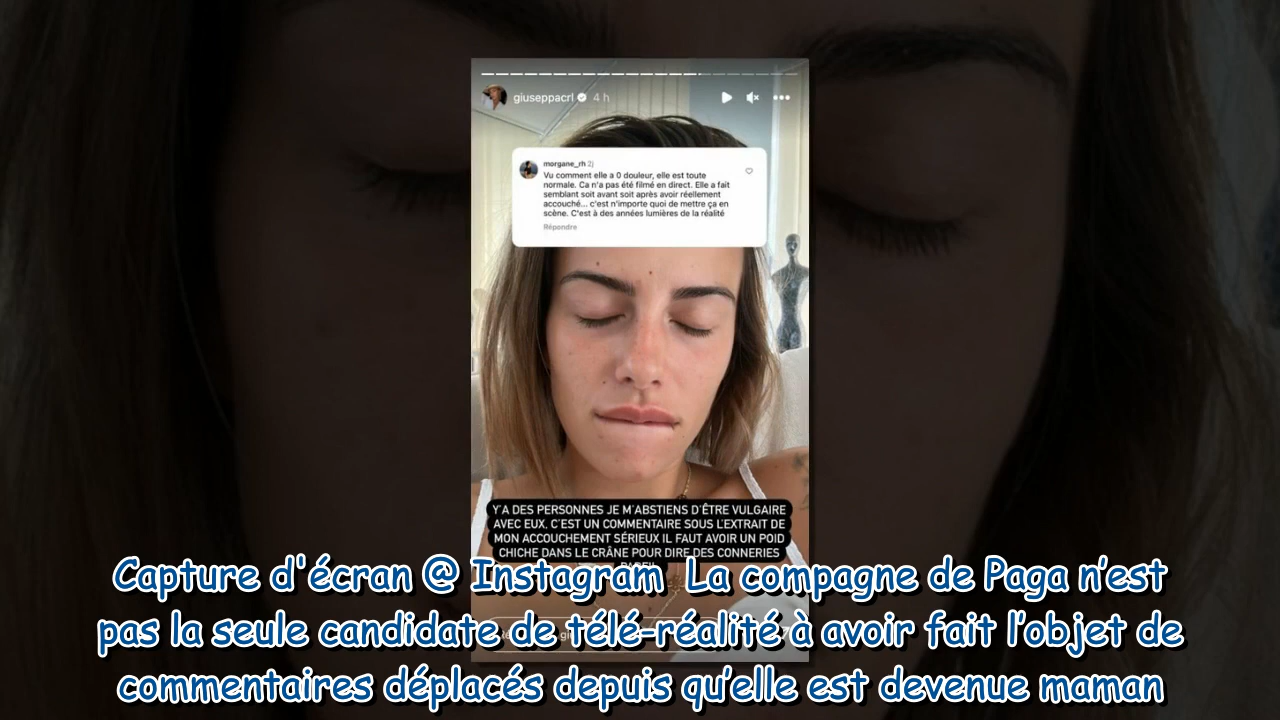 giuseppacrl 4 h
morgane_rh 2j
Vu comment elle a 0 douleur, elle est toute
normale. Ca n'a pas été filmé en direct. Elle a fait
semblant soit avant soit après avoir réellement
accouché... c'est n'importe quoi de mettre ça en
scène. C'est à des années lumières de la réalité
Répondre
Y'A DES PERSONNES JE M'ABSTIENS D'ÊTRE VULGAIRE
AVEC EUX. C'EST UN COMMENTAIRE SOUS L'EXTRAIT DE
MON ACCOUCHEMENT SÉRIEUX IL FAUT AVOIR UN POID
CHICHE DANS LE CRÂNE POUR DIRE DES CONNERIES
Capture d'écran @ Instagram La compagne de Paga n’est
pas la seule candidate de télé-réalité à avoir fait l’objet de
commentaires déplacés depuis qu’elle est devenue maman